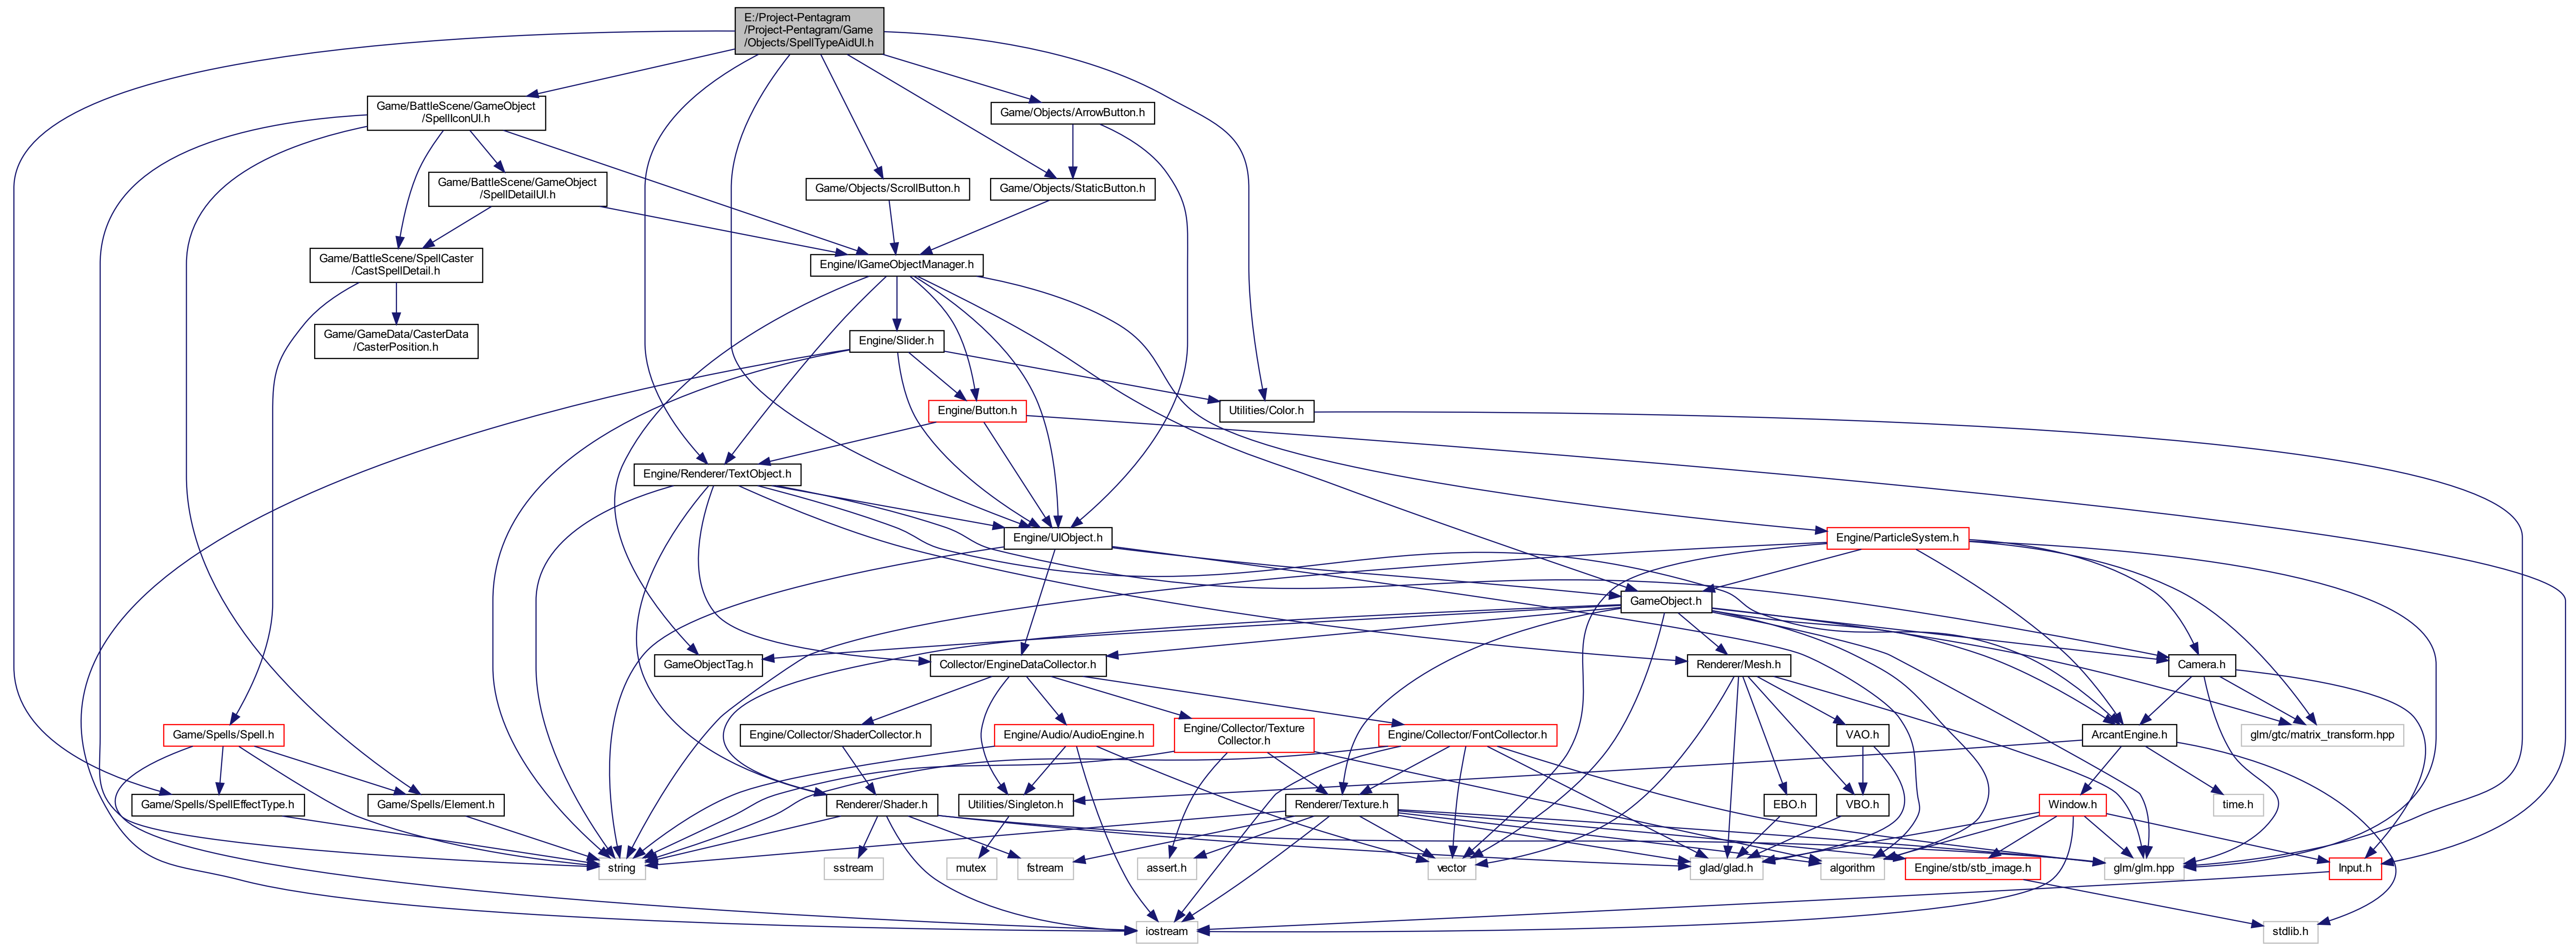 E:/Project-Pentagram
/Project-Pentagram/Game
/Objects/SpellTypeAidUI.h
Game/BattleScene/GameObject
/SpellIconUI.h
Game/Objects/ArrowButton.h
Game/BattleScene/GameObject
/SpellDetailUI.h
Game/Objects/ScrollButton.h
Game/Objects/StaticButton.h
Game/BattleScene/SpellCaster
/CastSpellDetail.h
Engine/IGameObjectManager.h
Game/GameData/CasterData
/CasterPosition.h
Engine/Slider.h
Engine/Button.h
Utilities/Color.h
Engine/Renderer/TextObject.h
Engine/UIObject.h
Engine/ParticleSystem.h
GameObject.h
GameObjectTag.h
Collector/EngineDataCollector.h
Renderer/Mesh.h
Camera.h
Game/Spells/Spell.h
Engine/Collector/ShaderCollector.h
Engine/Audio/AudioEngine.h
Engine/Collector/Texture
Collector.h
Engine/Collector/FontCollector.h
VAO.h
ArcantEngine.h
glm/gtc/matrix_transform.hpp
Game/Spells/SpellEffectType.h
Game/Spells/Element.h
Renderer/Shader.h
Utilities/Singleton.h
Renderer/Texture.h
EBO.h
VBO.h
Window.h
time.h
string
sstream
mutex
fstream
assert.h
vector
glad/glad.h
algorithm
Engine/stb/stb_image.h
glm/glm.hpp
Input.h
iostream
stdlib.h